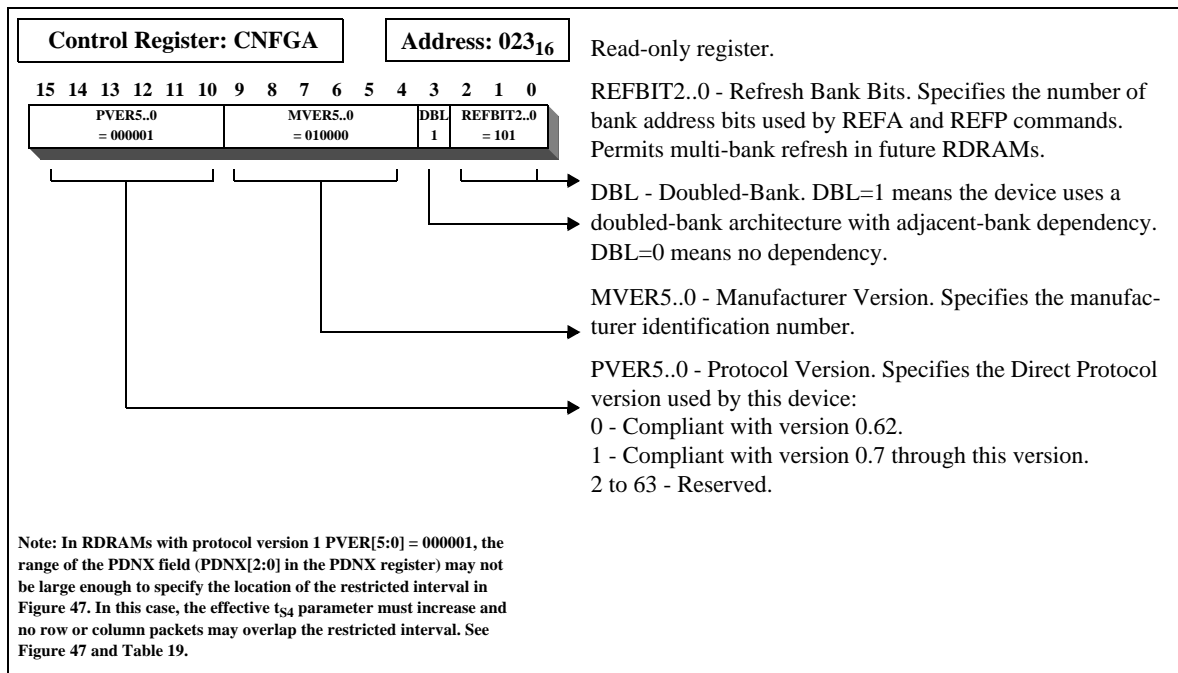 Control Register: CNFGA
Address: 023₁₆
15 14 13 12 11 10 9 8 7 6 5 4 3 2 1 0
PVER5..0 MVER5..0 DBL REFBIT2..0
= 000001 = 010000 1 = 101
Read-only register.
REFBIT2..0 - Refresh Bank Bits. Specifies the number of
bank address bits used by REFA and REFP commands.
Permits multi-bank refresh in future RDRAMs.
DBL - Doubled-Bank. DBL=1 means the device uses a
doubled-bank architecture with adjacent-bank dependency.
DBL=0 means no dependency.
MVER5..0 - Manufacturer Version. Specifies the manufac-
turer identification number.
PVER5..0 - Protocol Version. Specifies the Direct Protocol
version used by this device:
0 - Compliant with version 0.62.
1 - Compliant with version 0.7 through this version.
2 to 63 - Reserved.
Note: In RDRAMs with protocol version 1 PVER[5:0] = 000001, the
range of the PDNX field (PDNX[2:0] in the PDNX register) may not
be large enough to specify the location of the restricted interval in
Figure 47. In this case, the effective tS4 parameter must increase and
no row or column packets may overlap the restricted interval. See
Figure 47 and Table 19.